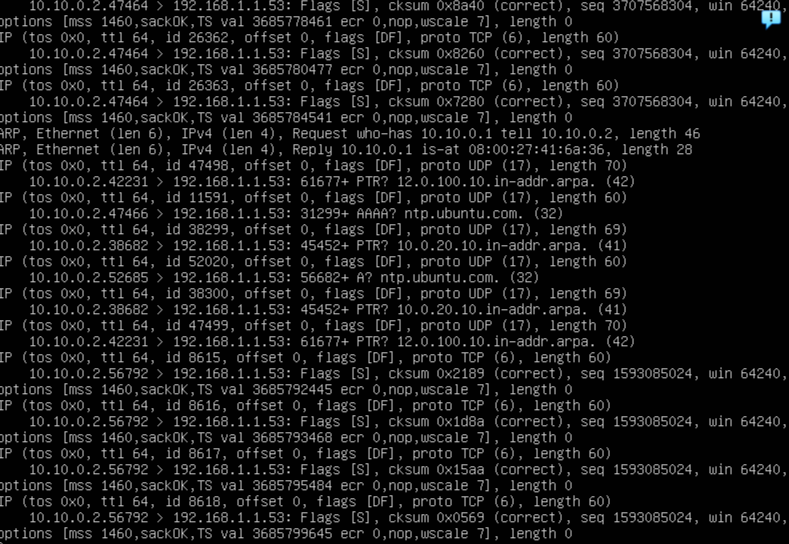 10.10.0.2.47464 > 192.168.1.1.53: Flags [S], cksum 0x8a40 (correct), seq 3707568304, win 64240,
options [mss 1460,sackOK,TS val 3685778461 ecr 0,nop,wscale 7], length 0
IP (tos 0x0, ttl 64, id 26362, offset 0, flags [DF], proto TCP (6), length 60)
10.10.0.2.47464 > 192.168.1.1.53: Flags [S], cksum 0x8260 (correct), seq 3707568304, win 64240,
options [mss 1460,sackOK,TS val 3685780477 ecr 0,nop,wscale 7], length 0
IP (tos 0x0, ttl 64, id 26363, offset 0, flags [DF], proto TCP (6), length 60)
10.10.0.2.47464 > 192.168.1.1.53: Flags [S], cksum 0x7280 (correct), seq 3707568304, win 64240,
options [mss 1460,sackOK,TS val 3685784541 ecr 0,nop,wscale 7], length 0
ARP, Ethernet (len 6), IPv4 (len 4), Request who-has 10.10.0.1 tell 10.10.0.2, length 46
ARP, Ethernet (len 6), IPv4 (len 4), Reply 10.10.0.1 is-at 08:00:27:41:6a:36, length 28
IP (tos 0x0, ttl 64, id 47498, offset 0, flags [DF], proto UDP (17), length 70)
10.10.0.2.42231 > 192.168.1.1.53: 61677+ PTR? 12.0.100.10.in-addr.arpa. (42)
IP (tos 0x0, ttl 64, id 11591, offset 0, flags [DF], proto UDP (17), length 60)
10.10.0.2.47466 > 192.168.1.1.53: 31299+ AAAA? ntp.ubuntu.com. (32)
IP (tos 0x0, ttl 64, id 38299, offset 0, flags [DF], proto UDP (17), length 69)
10.10.0.2.38682 > 192.168.1.1.53: 45452+ PTR? 10.0.20.10.in-addr.arpa. (41)
IP (tos 0x0, ttl 64, id 52020, offset 0, flags [DF], proto UDP (17), length 60)
10.10.0.2.52685 > 192.168.1.1.53: 56682+ A? ntp.ubuntu.com. (32)
IP (tos 0x0, ttl 64, id 38300, offset 0, flags [DF], proto UDP (17), length 69)
10.10.0.2.38682 > 192.168.1.1.53: 45452+ PTR? 10.0.20.10.in-addr.arpa. (41)
IP (tos 0x0, ttl 64, id 47499, offset 0, flags [DF], proto UDP (17), length 70)
10.10.0.2.42231 > 192.168.1.1.53: 61677+ PTR? 12.0.100.10.in-addr.arpa. (42)
IP (tos 0x0, ttl 64, id 8615, offset 0, flags [DF], proto TCP (6), length 60)
10.10.0.2.56792 > 192.168.1.1.53: Flags [S], cksum 0x2189 (correct), seq 1593085024, win 64240,
options [mss 1460,sackOK,TS val 3685792445 ecr 0,nop,wscale 7], length 0
IP (tos 0x0, ttl 64, id 8616, offset 0, flags [DF], proto TCP (6), length 60)
10.10.0.2.56792 > 192.168.1.1.53: Flags [S], cksum 0x1d8a (correct), seq 1593085024, win 64240,
options [mss 1460,sackOK,TS val 3685793468 ecr 0,nop,wscale 7], length 0
IP (tos 0x0, ttl 64, id 8617, offset 0, flags [DF], proto TCP (6), length 60)
10.10.0.2.56792 > 192.168.1.1.53: Flags [S], cksum 0x15aa (correct), seq 1593085024, win 64240,
options [mss 1460,sackOK,TS val 3685795484 ecr 0,nop,wscale 7], length 0
IP (tos 0x0, ttl 64, id 8618, offset 0, flags [DF], proto TCP (6), length 60)
10.10.0.2.56792 > 192.168.1.1.53: Flags [S], cksum 0x0569 (correct), seq 1593085024, win 64240,
options [mss 1460,sackOK,TS val 3685799645 ecr 0,nop,wscale 7], length 0